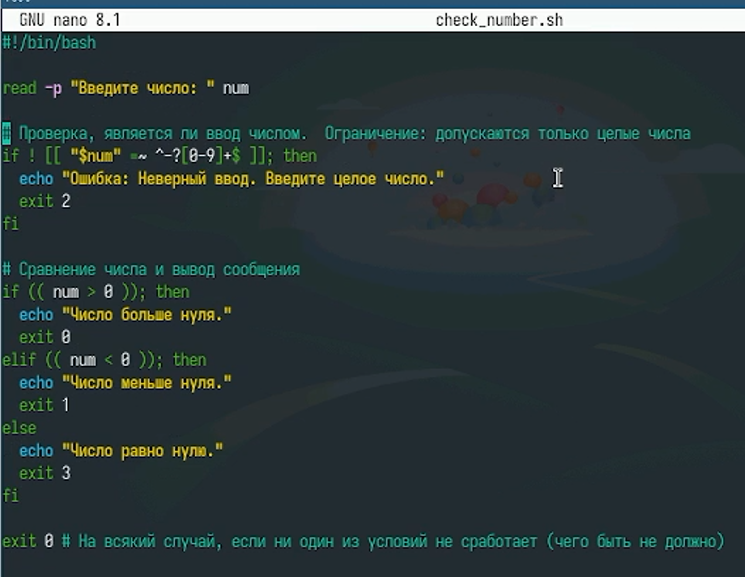 GNU nano 8.1 check_number.sh
#!/bin/bash
read -p "Введите число: " num
# Проверка, является ли ввод числом.  Ограничение: допускаются только целые числа
if ! [[ "$num" =~ ^-?[0-9]+$ ]]; then
  echo "Ошибка: Неверный ввод. Введите целое число."
  exit 2
fi
# Сравнение числа и вывод сообщения
if (( num > 0 )); then
  echo "Число больше нуля."
  exit 0
elif (( num < 0 )); then
  echo "Число меньше нуля."
  exit 1
else
  echo "Число равно нулю."
  exit 3
fi
exit 0 # На всякий случай, если ни один из условий не сработает (чего быть не должно)